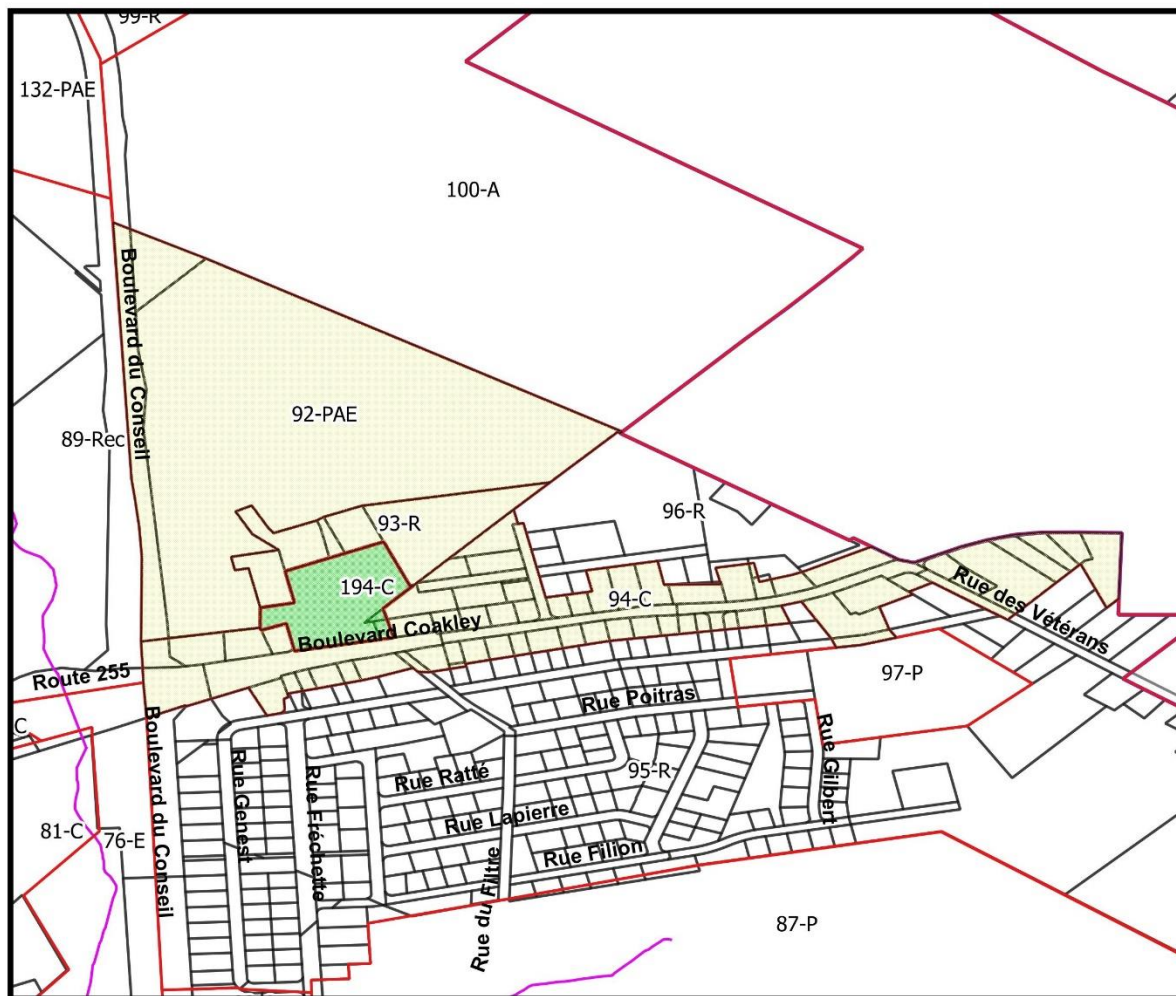 99-R
132-PAE
100-A
Boulevard du Conseil
92-PAE
89-Rec
96-R
93-R
194-C
94-C
Boulevard Coakley
Rue des Vétérans
Route 255
97-P
Rue Poitras
C
Boulevard du Conseil
Rue Genest
Rue Fréchette
Rue Ratté
95-R
Rue Gilbert
Rue Lapierre
81-C
76-E
Rue Filion
Rue du Filtre
87-P